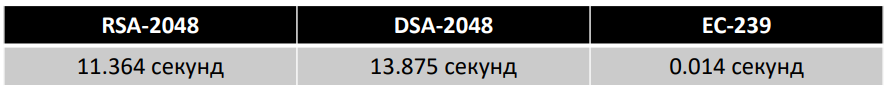 RSA-2048 DSA-2048 EC-239
11.364 секунд 13.875 секунд 0.014 секунд